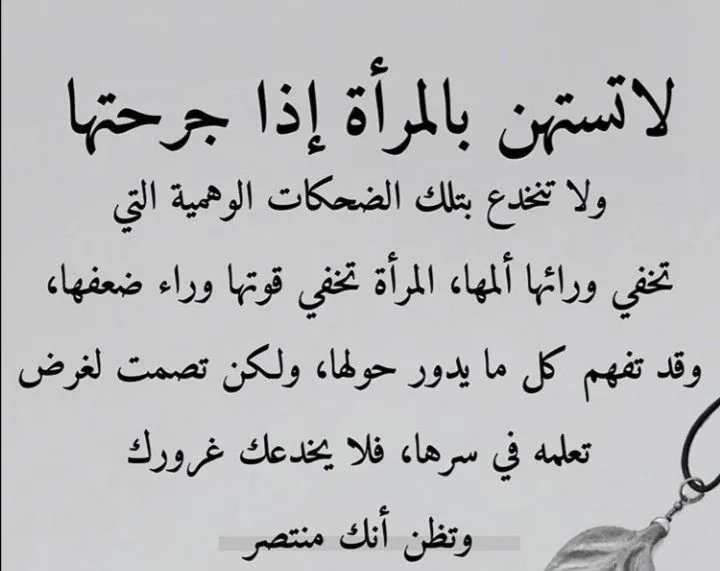 لاتستهن بالمرأة إذا جرحتها
ولا تنخدع بتلك الضحكات الوهمية التي
تخفي ورائها ألمها، المرأة تخفي قوتها وراء ضعفها،
وقد تفهم كل ما يدور حولها، ولكن تصمت لغرض
تعلمه في سرها، فلا يخدعك غرورك
وتظن أنك منتصر